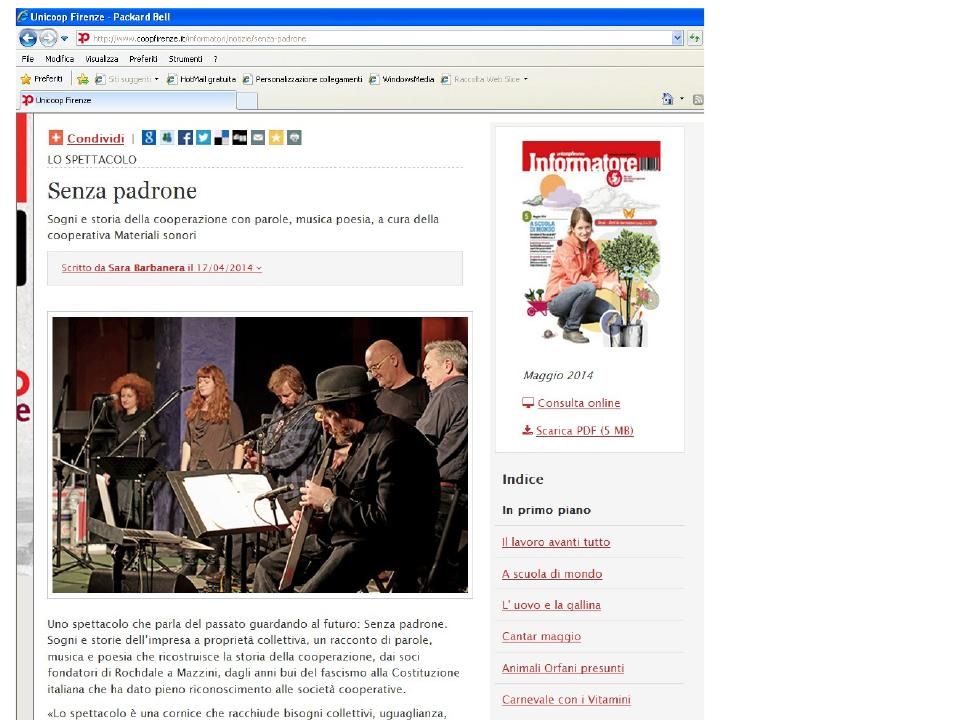 Unicoop Firenze - Packard Bell
http://www.coopfirenze.it/informatori/notizie/senza-padrone
File Modifica Visualizza Preferiti Strumenti ?
Preferiti Siti suggeriti HotMail gratuita Personalizzazione collegamenti WindowsMedia Raccolta Web Slice
Unicoop Firenze
Condividi |
LO SPETTACOLO
Senza padrone
Sogni e storia della cooperazione con parole, musica poesia, a cura della
cooperativa Materiali sonori
Scritto da Sara Barbanera il 17/04/2014
Uno spettacolo che parla del passato guardando al futuro: Senza padrone.
Sogni e storie dell'impresa a proprietà collettiva, un racconto di parole,
musica e poesia che ricostruisce la storia della cooperazione, dai soci
fondatori di Rochdale a Mazzini, dagli anni bui del fascismo alla Costituzione
italiana che ha dato pieno riconoscimento alle società cooperative.
«Lo spettacolo è una cornice che racchiude bisogni collettivi, uguaglianza,
Informatore
5
Maggio 2014
A SCUOLA
DI MONDO
Maggio 2014
Consulta online
Scarica PDF (5 MB)
Indice
In primo piano
Il lavoro avanti tutto
A scuola di mondo
L' uovo e la gallina
Cantar maggio
Animali Orfani presunti
Carnevale con i Vitamini